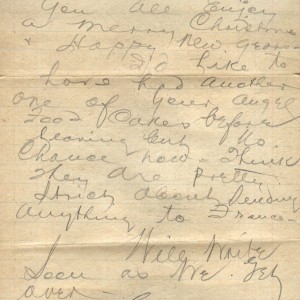 You all enjoy
a Merry Christmas
& Happy New Years
I'd like to
have had another
one of your angel
Food Cakes before
leaving but no
Chance now - Think
They are pretty
strict about sending
anything to France -
Will write
soon as we get
over -